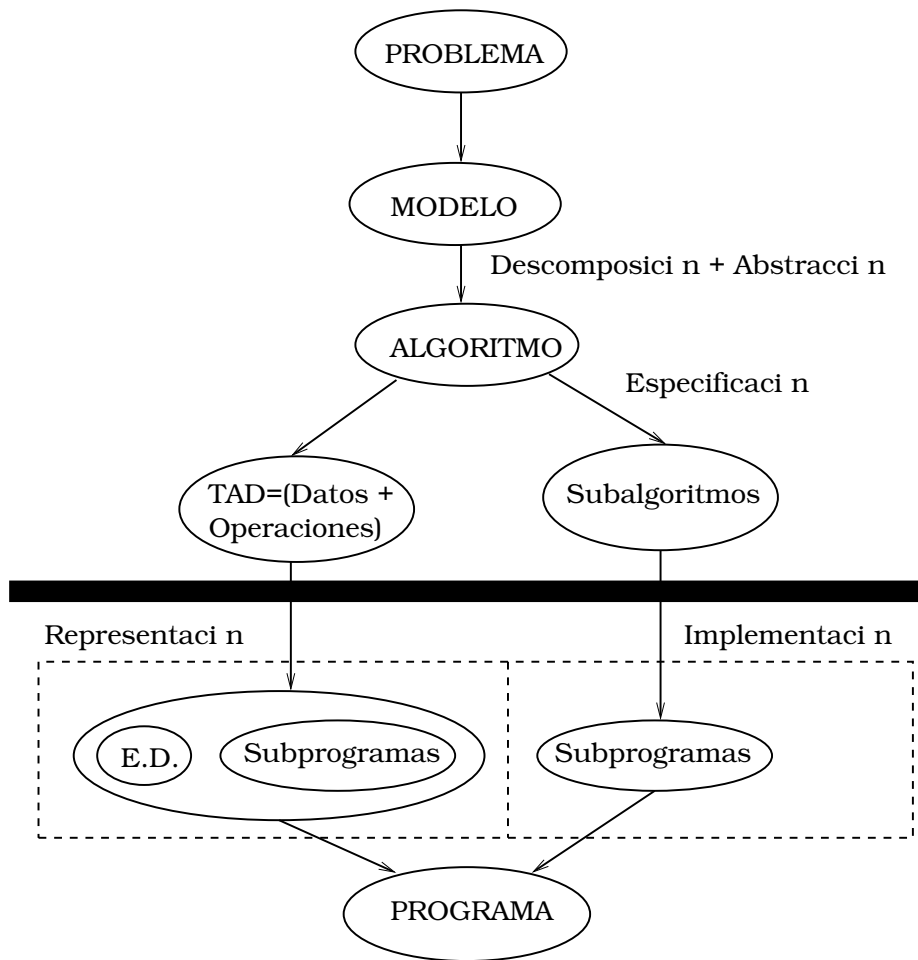 PROBLEMA
MODELO
Descomposici n + Abstracci n
ALGORITMO
Especificaci n
TAD=(Datos +
Operaciones)
Subalgoritmos
Representaci n
Implementaci n
E.D.
Subprogramas
Subprogramas
PROGRAMA